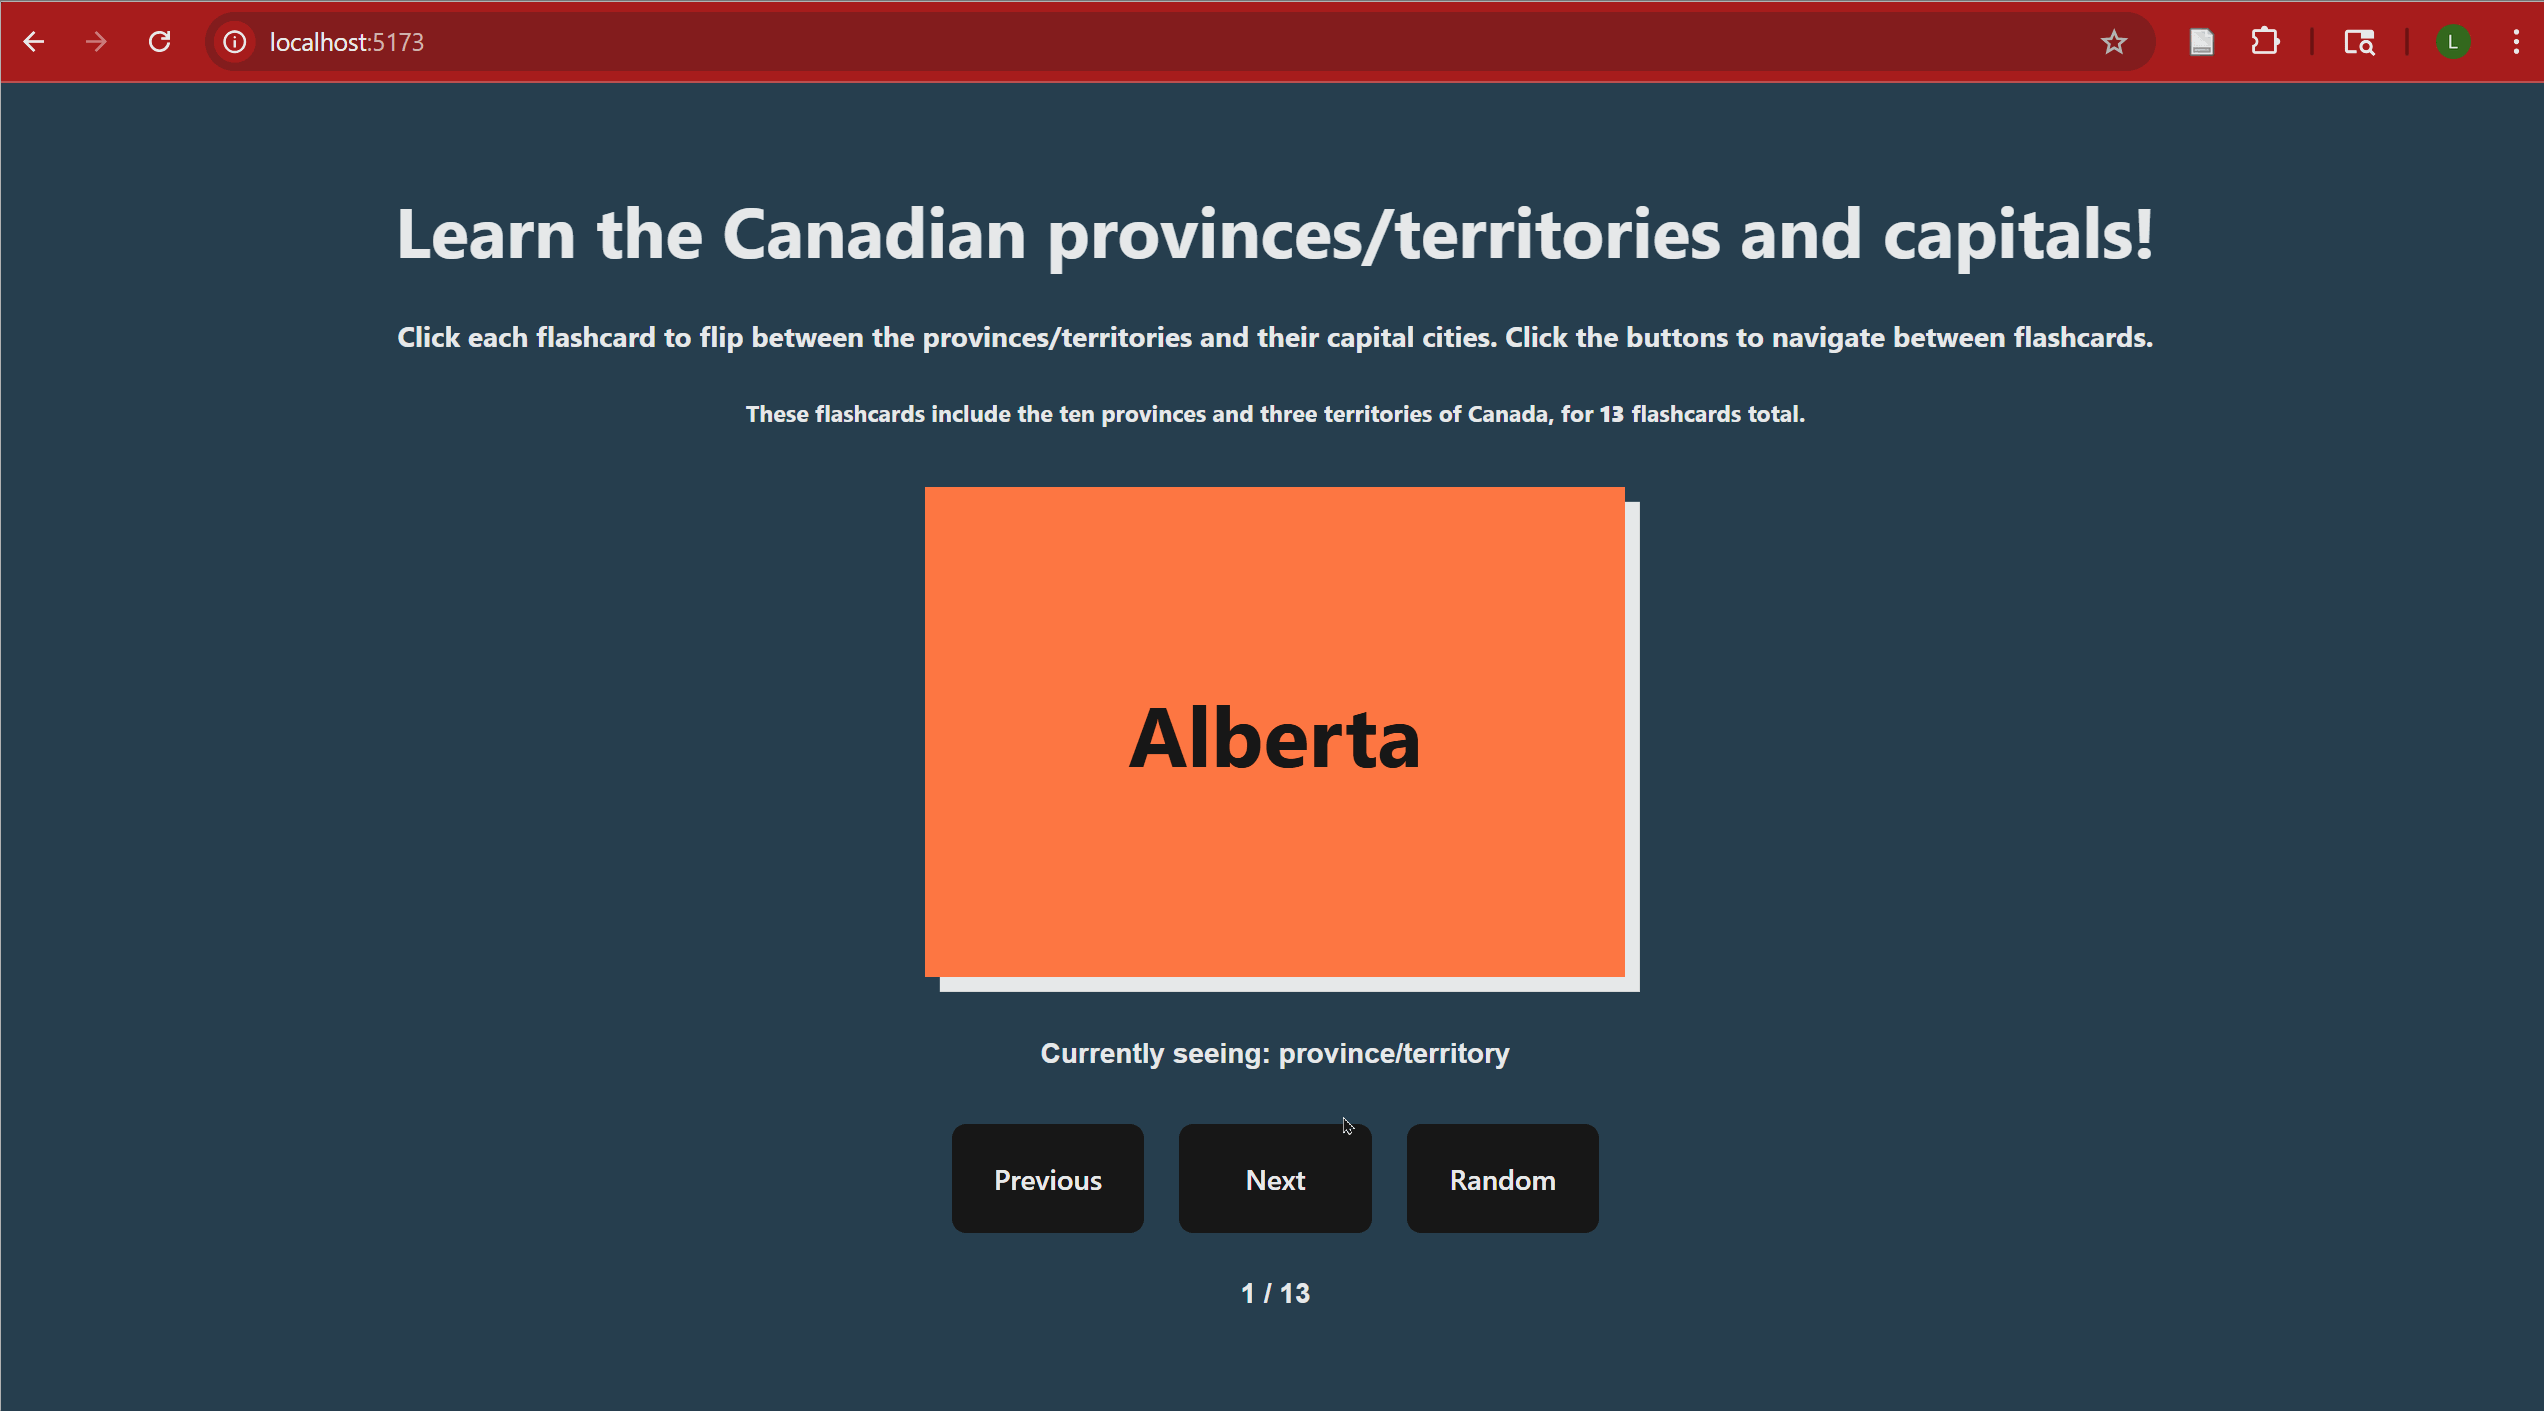 localhost:5173
L
Learn the Canadian provinces/territories and capitals!
Click each flashcard to flip between the provinces/territories and their capital cities. Click the buttons to navigate between flashcards.
These flashcards include the ten provinces and three territories of Canada, for 13 flashcards total.
Alberta
Currently seeing: province/territory
Previous Next Random
1 / 13